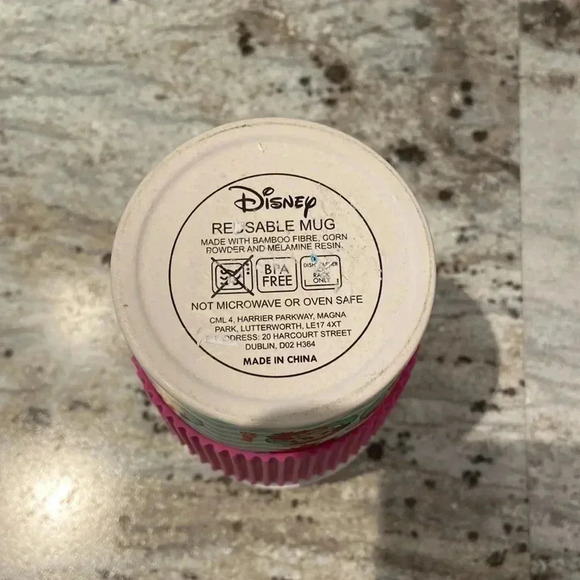 Disney
REUSABLE MUG
MADE WITH BAMBOO FIBRE, CORN
POWDER AND MELAMINE RESIN.
BPA
FREE
RACK
ONLY
NOT MICROWAVE OR OVEN SAFE
CML 4, HARRIER PARKWAY, MAGNA
PARK, LUTTERWORTH, LE17 4XT
ADDRESS: 20 HARCOURT STREET
DUBLIN, D02 H364
MADE IN CHINA